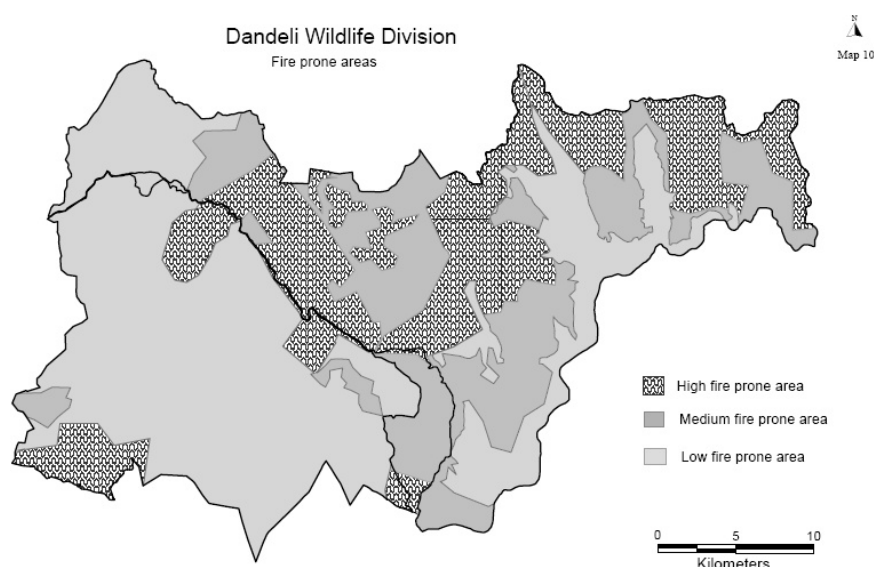 Dandeli Wildlife Division
Fire prone areas
N
Map 10
High fire prone area
Medium fire prone area
Low fire prone area
0 5 10
Kilometers